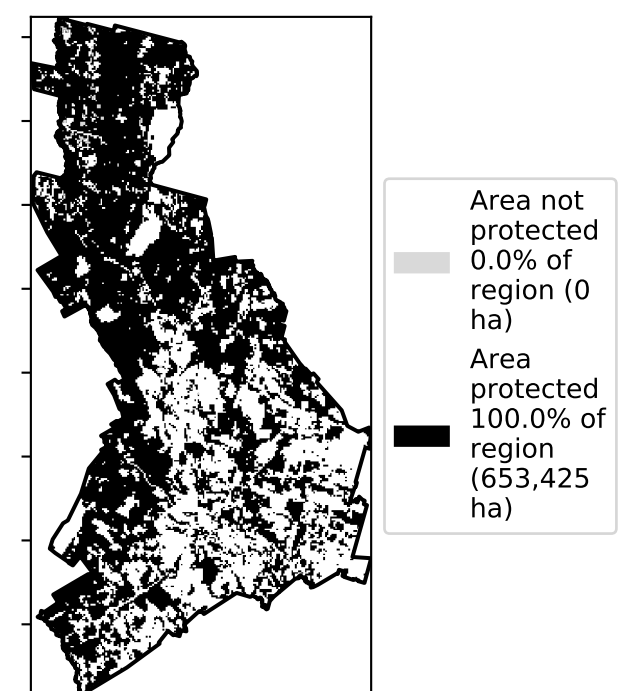 Area not
protected
0.0% of
region (0
ha)
Area
protected
100.0% of
region
(653,425
ha)